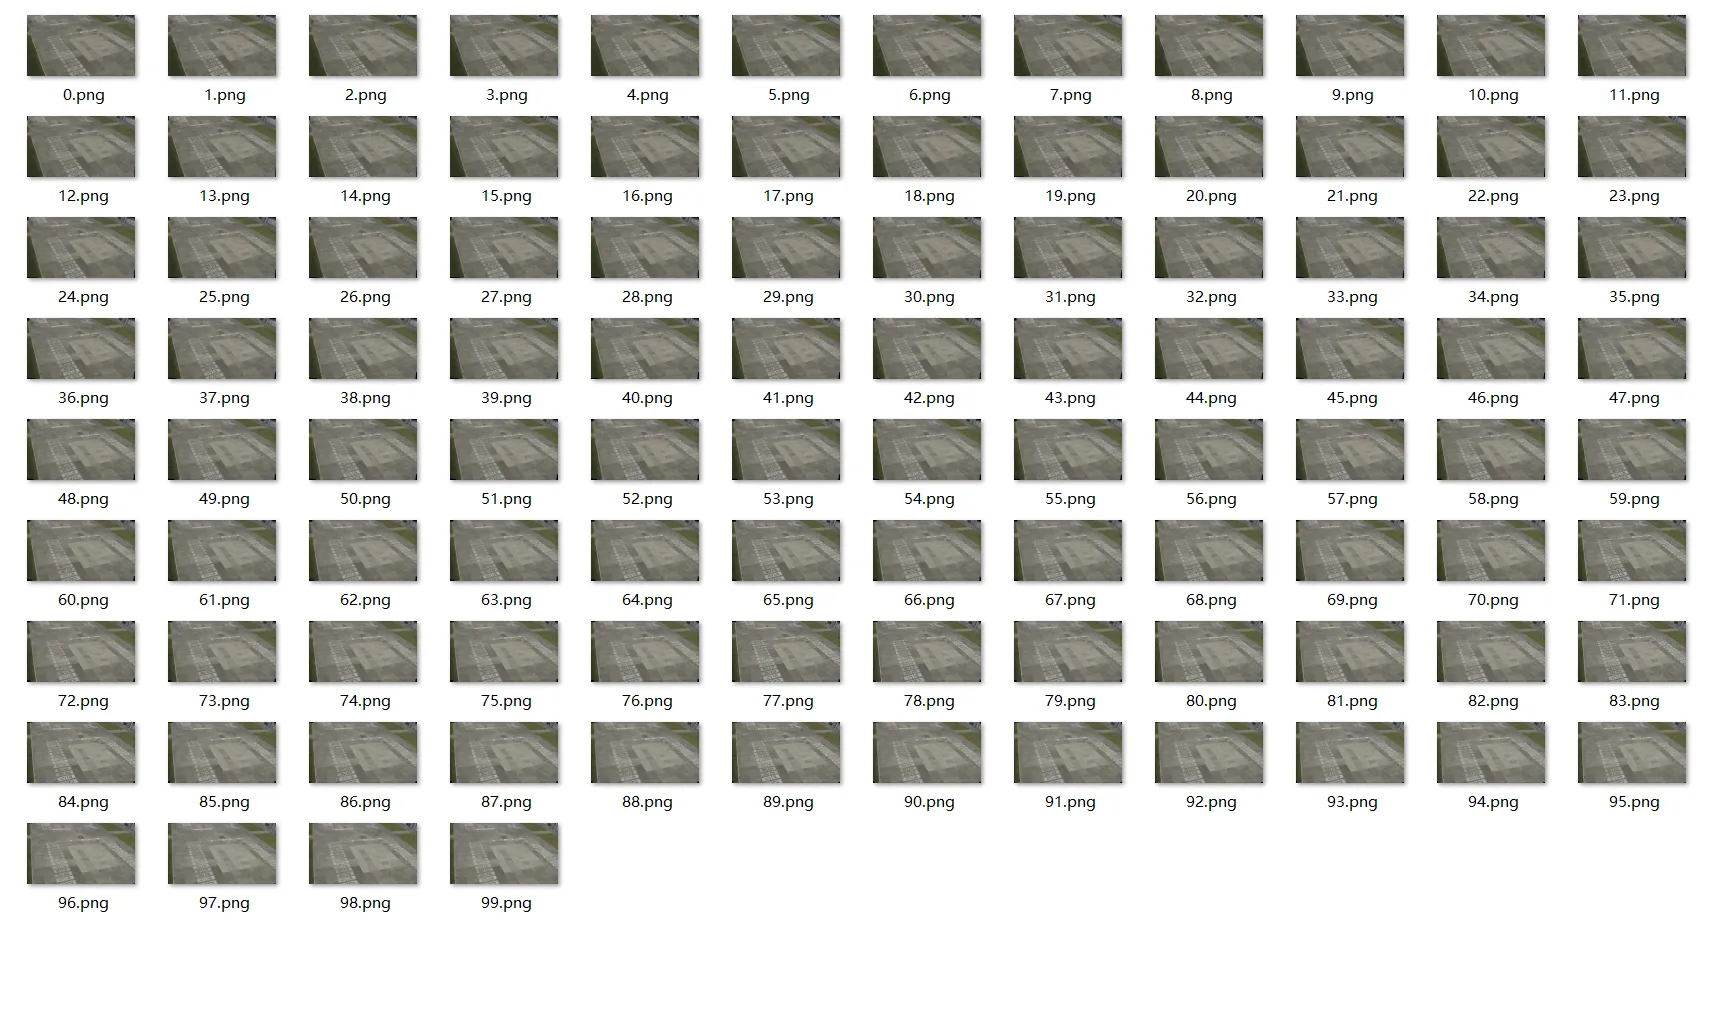 0.png 1.png 2.png 3.png 4.png 5.png 6.png 7.png 8.png 9.png 10.png 11.png
12.png 13.png 14.png 15.png 16.png 17.png 18.png 19.png 20.png 21.png 22.png 23.png
24.png 25.png 26.png 27.png 28.png 29.png 30.png 31.png 32.png 33.png 34.png 35.png
36.png 37.png 38.png 39.png 40.png 41.png 42.png 43.png 44.png 45.png 46.png 47.png
48.png 49.png 50.png 51.png 52.png 53.png 54.png 55.png 56.png 57.png 58.png 59.png
60.png 61.png 62.png 63.png 64.png 65.png 66.png 67.png 68.png 69.png 70.png 71.png
72.png 73.png 74.png 75.png 76.png 77.png 78.png 79.png 80.png 81.png 82.png 83.png
84.png 85.png 86.png 87.png 88.png 89.png 90.png 91.png 92.png 93.png 94.png 95.png
96.png 97.png 98.png 99.png